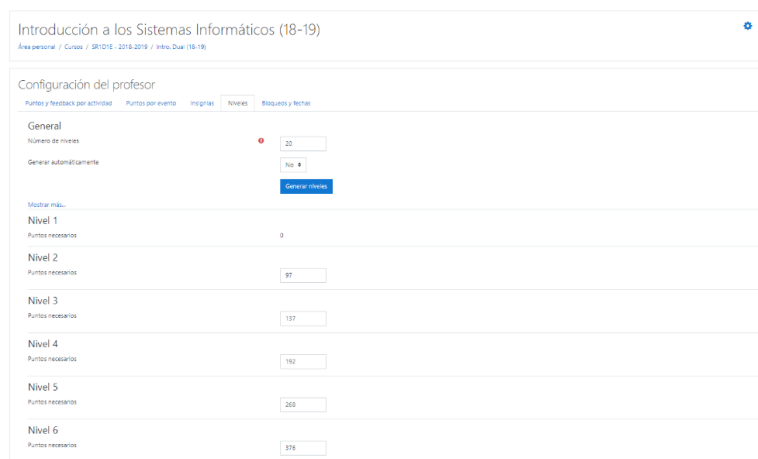 Introducción a los Sistemas Informáticos (18-19)
Área personal / Cursos / SR1D1E - 2018-2019 / Intro. Dual (18-19)
Configuración del profesor
Puntos y feedback por actividad Puntos por evento Insignias Niveles Bloqueos y fechas
General
Número de niveles 20
Generar automáticamente No
Generar niveles
Mostrar más...
Nivel 1
Puntos necesarios 0
Nivel 2
Puntos necesarios 97
Nivel 3
Puntos necesarios 137
Nivel 4
Puntos necesarios 192
Nivel 5
Puntos necesarios 268
Nivel 6
Puntos necesarios 376